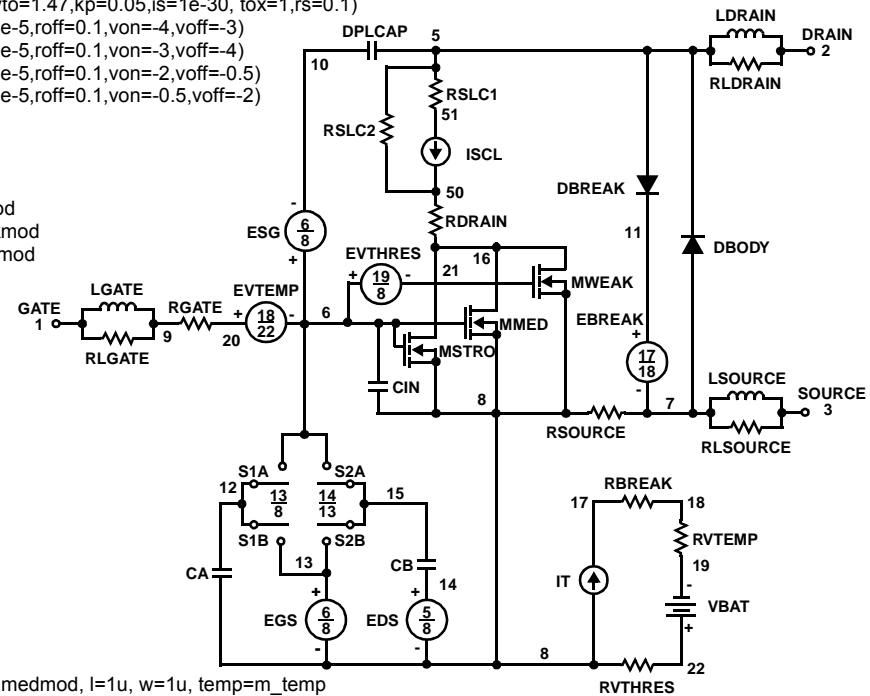 vto=1.47,kp=0.05,is=1e-30, tox=1,rs=0.1)
e-5,roff=0.1,von=-4,voff=-3)
e-5,roff=0.1,von=-3,voff=-4)
e-5,roff=0.1,von=-2,voff=-0.5)
e-5,roff=0.1,von=-0.5,voff=-2)
od
kmod
mod
LDRAIN
DPLCAP 5 DRAIN
10 2
RLDRAIN
RSLC1
51
RSLC2
ISCL
50
DBREAK
RDRAIN
ESG 6 8
- +
11
DBODY
EVTHRES
+ 19 8 -
21 16
MWEAK
LGATE
GATE
1
RGATE
EVTEMP
+ 18 22 -
6
MMED
EBREAK
+
RLGATE
9 20
MSTRO
17 18
-
CIN
8 7
LSOURCE
SOURCE
3
RSOURCE
RLSOURCE
S1A S2A
12 13 8 14 13 15
S1B S2B
13
CA CB
14
EGS + 6 8 -
EDS + 5 8 -
RBREAK
17 18
RVTEMP
19
IT
-
VBAT
+
8 22
RVTHRES
medmod, l=1u, w=1u, temp=m_temp